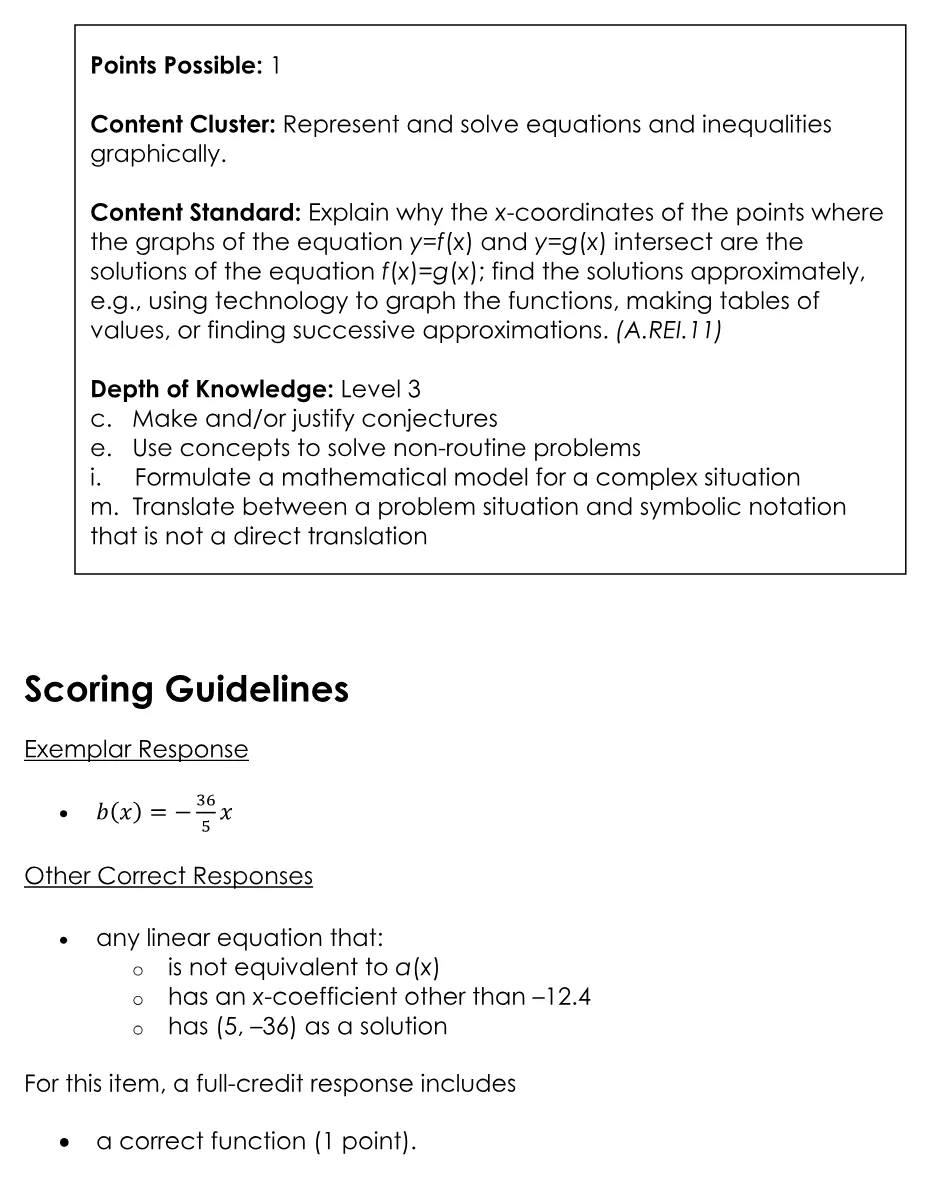 Points Possible: 1
Content Cluster: Represent and solve equations and inequalities
graphically.
Content Standard: Explain why the x-coordinates of the points where
the graphs of the equation y=f(x) and y=g(x) intersect are the
solutions of the equation f(x)=g(x); find the solutions approximately,
e.g., using technology to graph the functions, making tables of
values, or finding successive approximations. (A.REI.11)
Depth of Knowledge: Level 3
c. Make and/or justify conjectures
e. Use concepts to solve non-routine problems
i. Formulate a mathematical model for a complex situation
m. Translate between a problem situation and symbolic notation
that is not a direct translation
Scoring Guidelines
Exemplar Response
• b(x) = −36/5 x
Other Correct Responses
• any linear equation that:
o is not equivalent to a(x)
o has an x-coefficient other than –12.4
o has (5, –36) as a solution
For this item, a full-credit response includes
• a correct function (1 point).